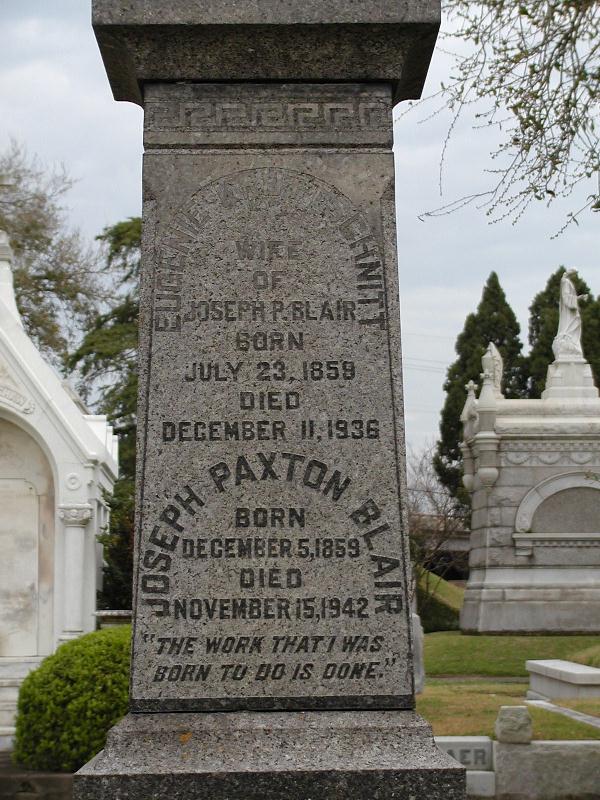 EUGENIE CHNITT
WIFE
OF
JOSEPH P. BLAIR
BORN
JULY 23, 1859
DIED
DECEMBER 11, 1936
JOSEPH PAXTON BLAIR
BORN
DECEMBER 5, 1859
DIED
NOVEMBER 15, 1942
"THE WORK THAT I WAS
BORN TO DO IS DONE."